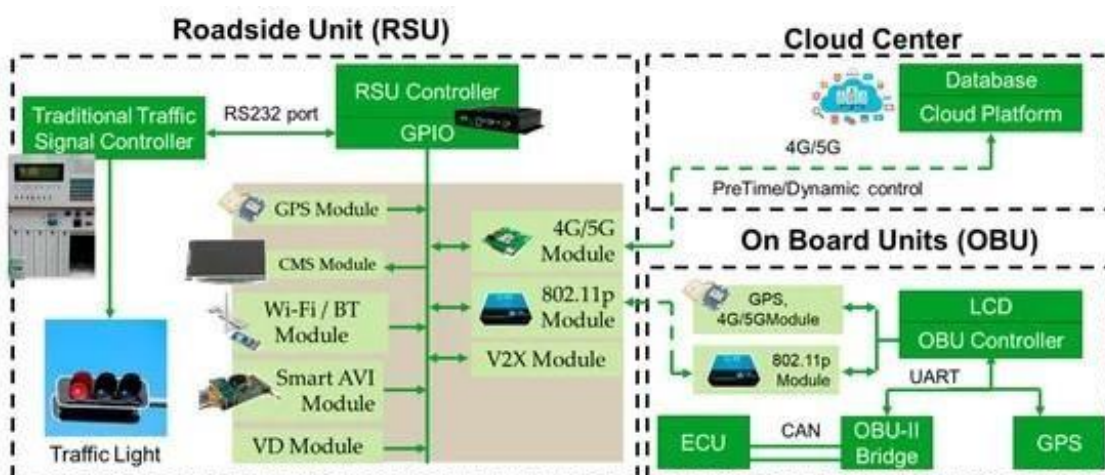 Roadside Unit (RSU)
RSU Controller
GPIO
RS232 port
Traditional Traffic
Signal Controller
GPS Module
CMS Module
Wi-Fi / BT
Module
Smart AVI
Module
VD Module
4G/5G
Module
802.11p
Module
V2X Module
Traffic Light
Cloud Center
Database
Cloud Platform
4G/5G
PreTime/Dynamic control
On Board Units (OBU)
GPS,
4G/5GModule
802.11p
Module
LCD
OBU Controller
UART
ECU
CAN
OBU-II
Bridge
GPS